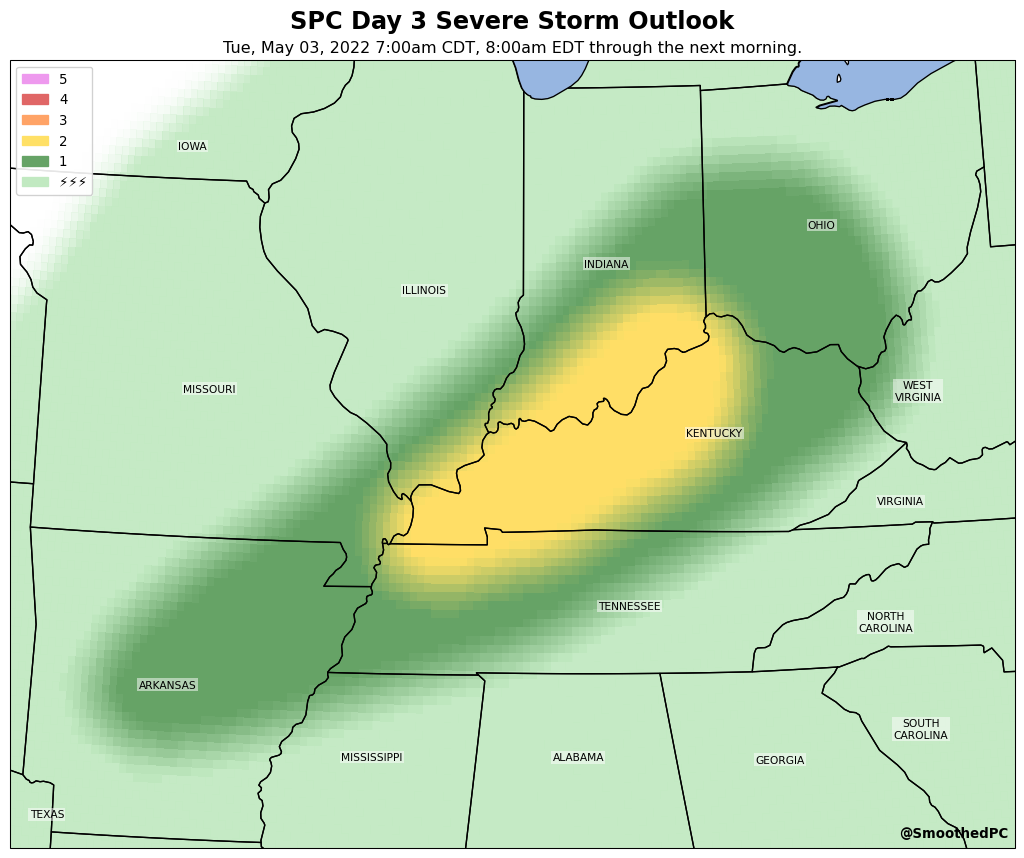 SPC Day 3 Severe Storm Outlook
Tue, May 03, 2022 7:00am CDT, 8:00am EDT through the next morning.
5
4
3
2
1
⚡⚡⚡
IOWA
OHIO
INDIANA
ILLINOIS
MISSOURI
WEST
VIRGINIA
KENTUCKY
VIRGINIA
TENNESSEE
NORTH
CAROLINA
ARKANSAS
SOUTH
CAROLINA
MISSISSIPPI
ALABAMA
GEORGIA
TEXAS
@SmoothedPC